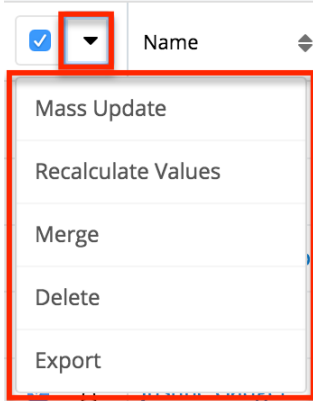 Name
Mass Update
Recalculate Values
Merge
Delete
Export